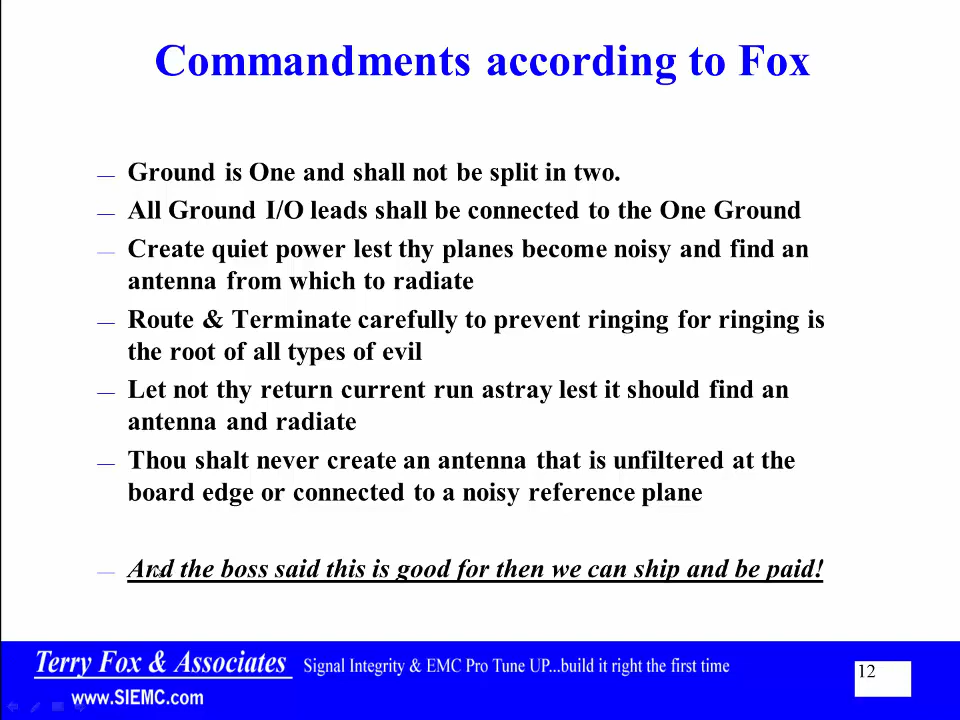 Commandments according to Fox
— Ground is One and shall not be split in two.
— All Ground I/O leads shall be connected to the One Ground
— Create quiet power lest thy planes become noisy and find an
antenna from which to radiate
— Route & Terminate carefully to prevent ringing for ringing is
the root of all types of evil
— Let not thy return current run astray lest it should find an
antenna and radiate
— Thou shalt never create an antenna that is unfiltered at the
board edge or connected to a noisy reference plane
— And the boss said this is good for then we can ship and be paid!
Terry Fox & Associates Signal Integrity & EMC Pro Tune UP...build it right the first time
www.SIEMC.com
12